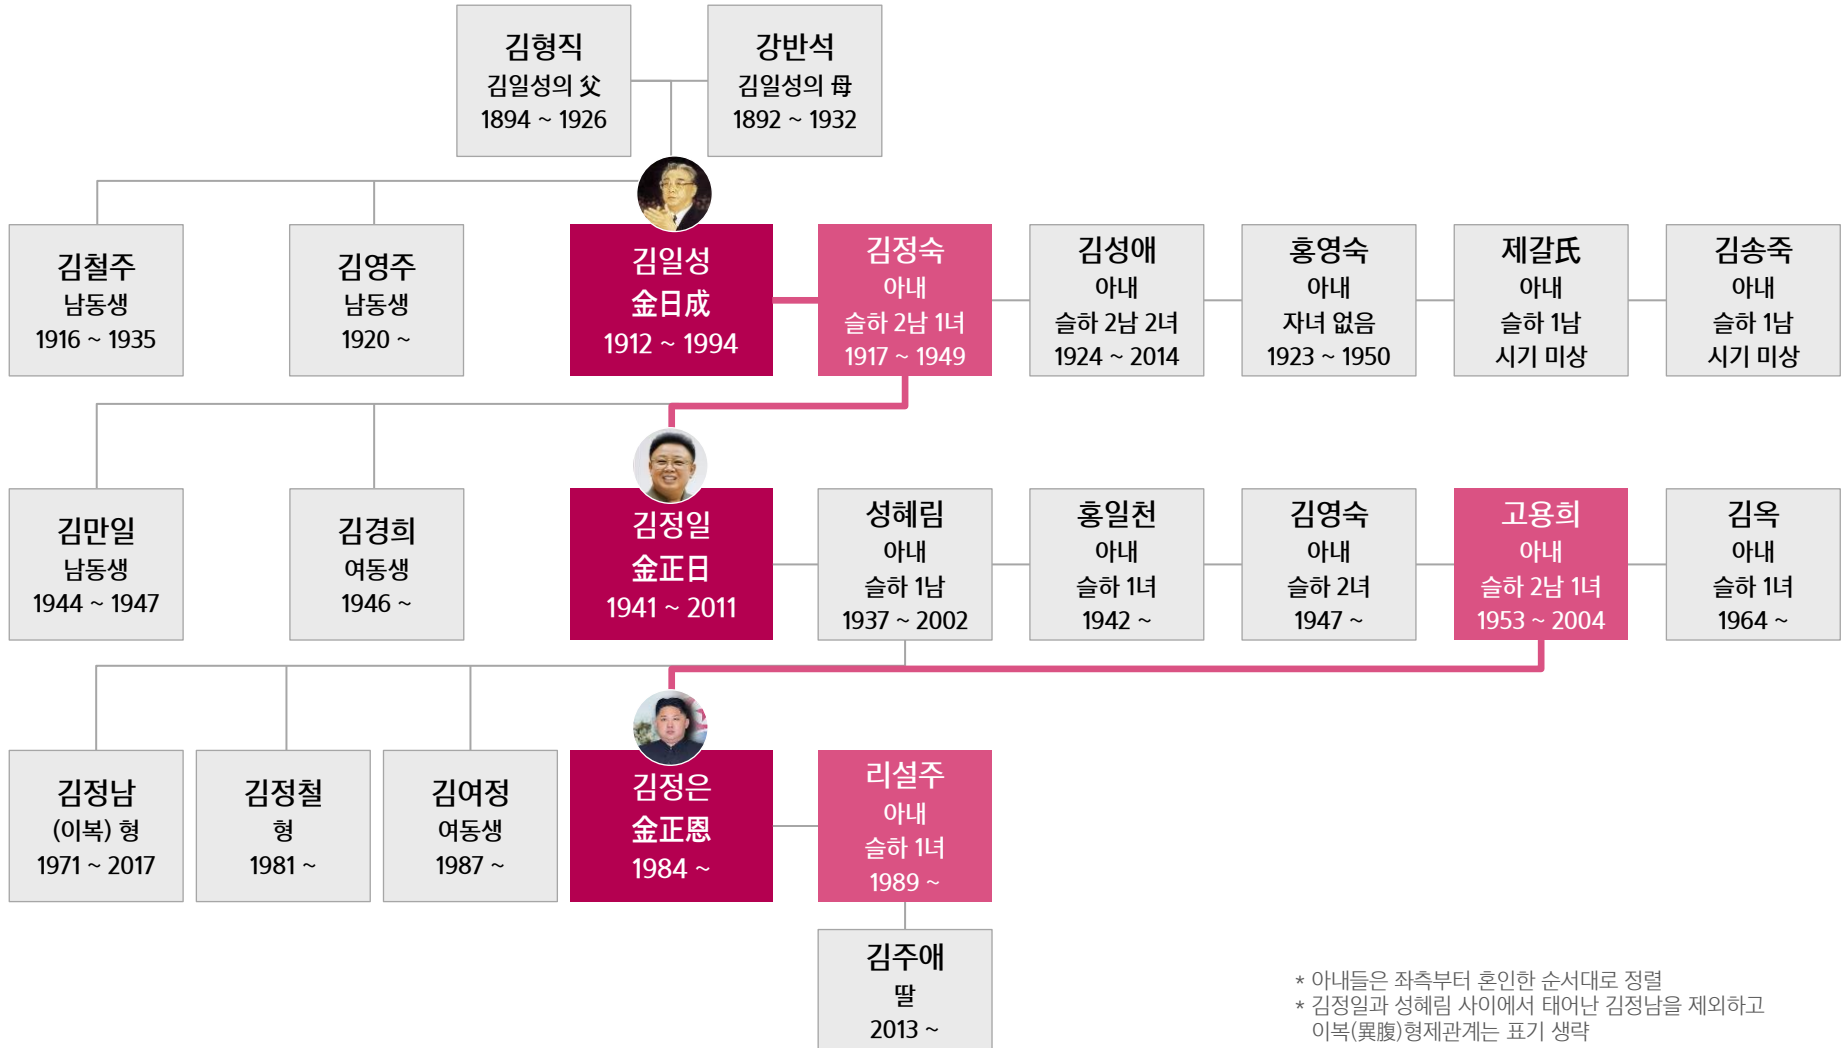 김형직
김일성의 父
1894 ~ 1926
강반석
김일성의 母
1892 ~ 1932
김철주
남동생
1916 ~ 1935
김영주
남동생
1920 ~
김일성
金日成
1912 ~ 1994
김정숙
아내
슬하 2남 1녀
1917 ~ 1949
김성애
아내
슬하 2남 2녀
1924 ~ 2014
홍영숙
아내
자녀 없음
1923 ~ 1950
제갈氏
아내
슬하 1남
시기 미상
김송죽
아내
슬하 1남
시기 미상
김만일
남동생
1944 ~ 1947
김경희
여동생
1946 ~
김정일
金正日
1941 ~ 2011
성혜림
아내
슬하 1남
1937 ~ 2002
홍일천
아내
슬하 1녀
1942 ~
김영숙
아내
슬하 2녀
1947 ~
고용희
아내
슬하 2남 1녀
1953 ~ 2004
김옥
아내
슬하 1녀
1964 ~
김정남
(이복) 형
1971 ~ 2017
김정철
형
1981 ~
김여정
여동생
1987 ~
김정은
金正恩
1984 ~
리설주
아내
슬하 1녀
1989 ~
김주애
딸
2013 ~
* 아내들은 좌측부터 혼인한 순서대로 정렬
* 김정일과 성혜림 사이에서 태어난 김정남을 제외하고
이복(異腹)형제관계는 표기 생략